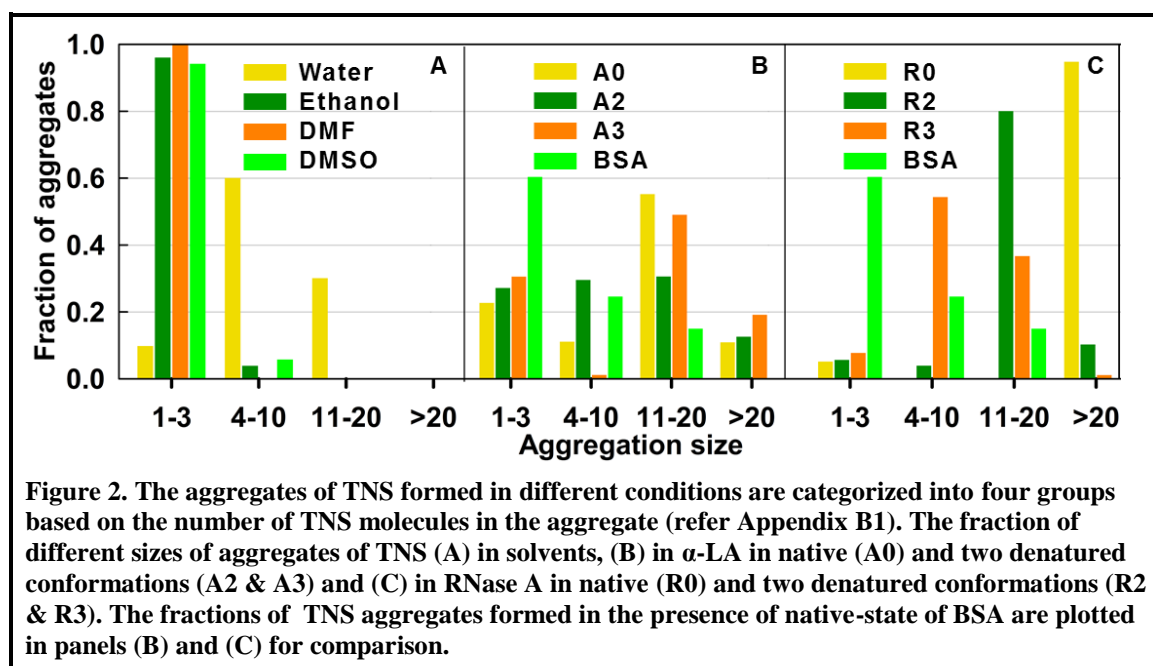 1.0
0.8
0.6
0.4
0.2
0.0
Fraction of aggregates
A
Water
Ethanol
DMF
DMSO
B
A0
A2
A3
BSA
C
R0
R2
R3
BSA
1-3 4-10 11-20 >20 1-3 4-10 11-20 >20 1-3 4-10 11-20 >20
Aggregation size
Figure 2. The aggregates of TNS formed in different conditions are categorized into four groups
based on the number of TNS molecules in the aggregate (refer Appendix B1). The fraction of
different sizes of aggregates of TNS (A) in solvents, (B) in α-LA in native (A0) and two denatured
conformations (A2 & A3) and (C) in RNase A in native (R0) and two denatured conformations (R2
& R3). The fractions of TNS aggregates formed in the presence of native-state of BSA are plotted
in panels (B) and (C) for comparison.